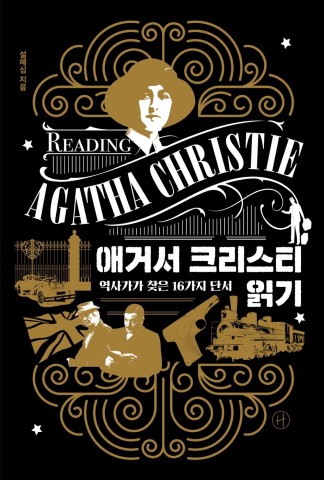 설혜심 지음
READING
AGATHA CHRISTIE
애거서 크리스티
역사가가 찾은 16가지 단서
읽기
H